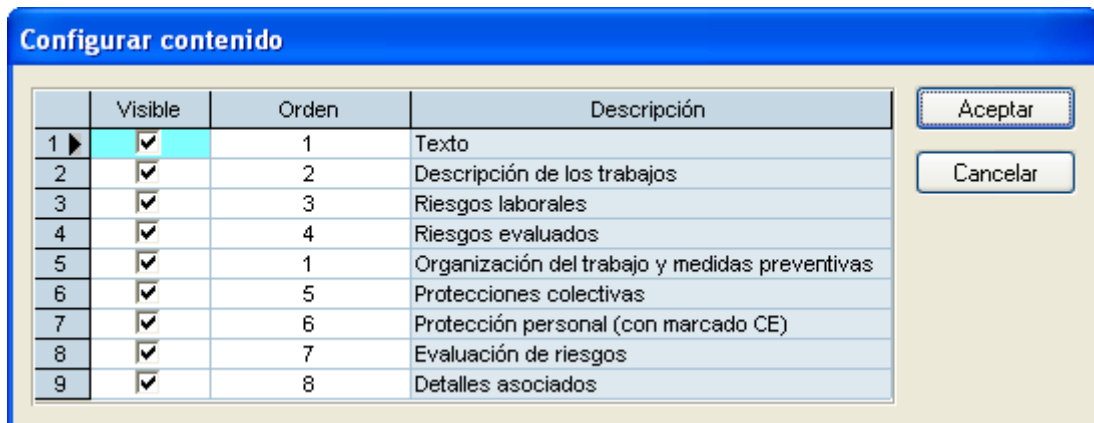 Configurar contenido
Visible Orden Descripción
1 1 Texto
2 2 Descripción de los trabajos
3 3 Riesgos laborales
4 4 Riesgos evaluados
5 1 Organización del trabajo y medidas preventivas
6 5 Protecciones colectivas
7 6 Protección personal (con marcado CE)
8 7 Evaluación de riesgos
9 8 Detalles asociados
Aceptar
Cancelar